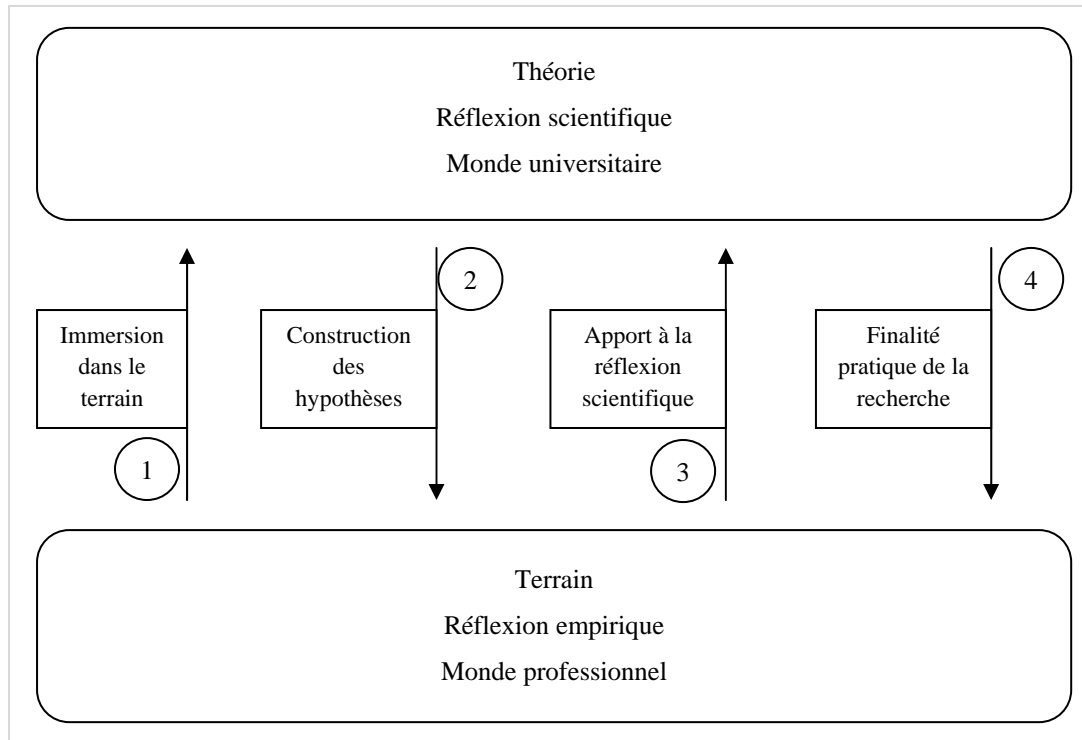 Théorie
Réflexion scientifique
Monde universitaire
2
4
Immersion
dans le
terrain
Construction
des
hypothèses
Apport à la
réflexion
scientifique
Finalité
pratique de la
recherche
1
3
Terrain
Réflexion empirique
Monde professionnel